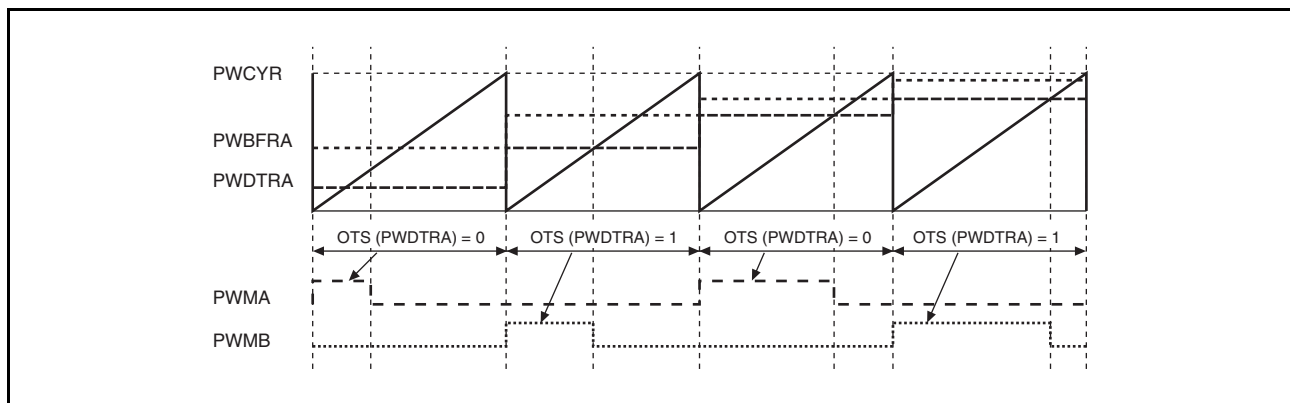 PWCYR
PWBFRA
PWDTRA
OTS (PWDTRA) = 0 OTS (PWDTRA) = 1 OTS (PWDTRA) = 0 OTS (PWDTRA) = 1
PWMA
PWMB